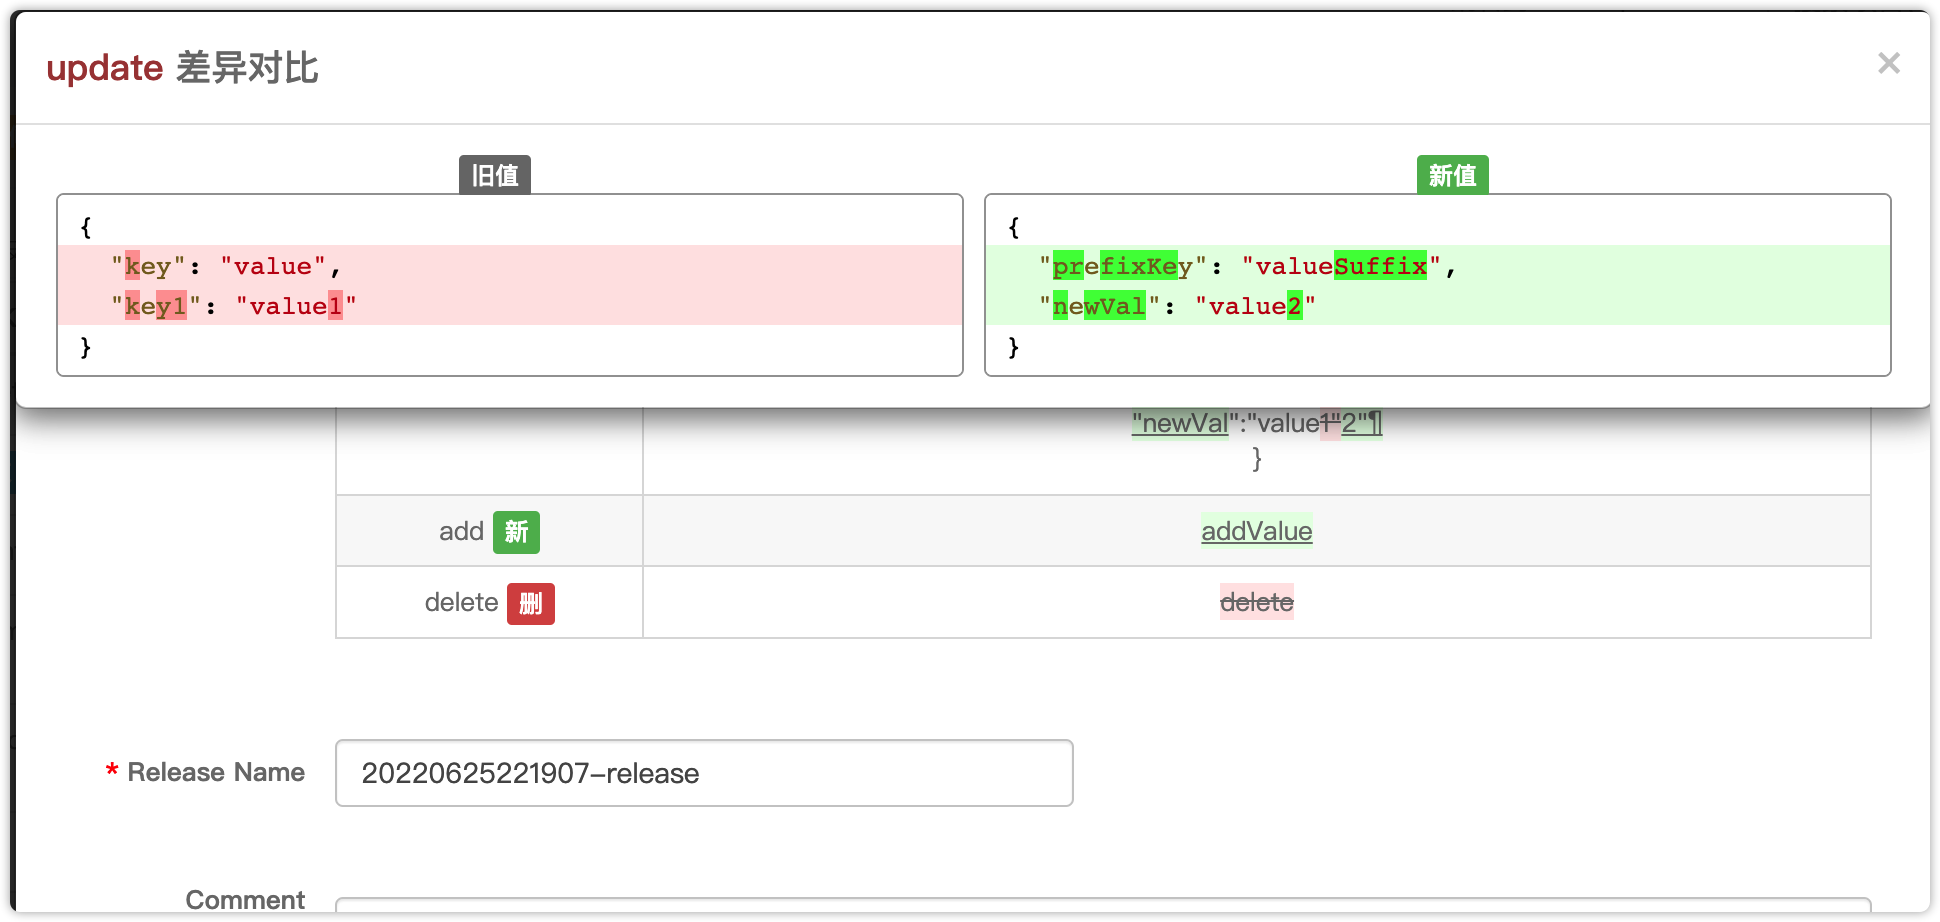 update 差异对比
×
旧值
{
"key": "value",
"key1": "value1"
}
新值
{
"prefixKey": "valueSuffix",
"newVal": "value2"
}
"newVal":"value1"2"¶
}
add 新
addValue
delete 删
delete
* Release Name
20220625221907-release
Comment